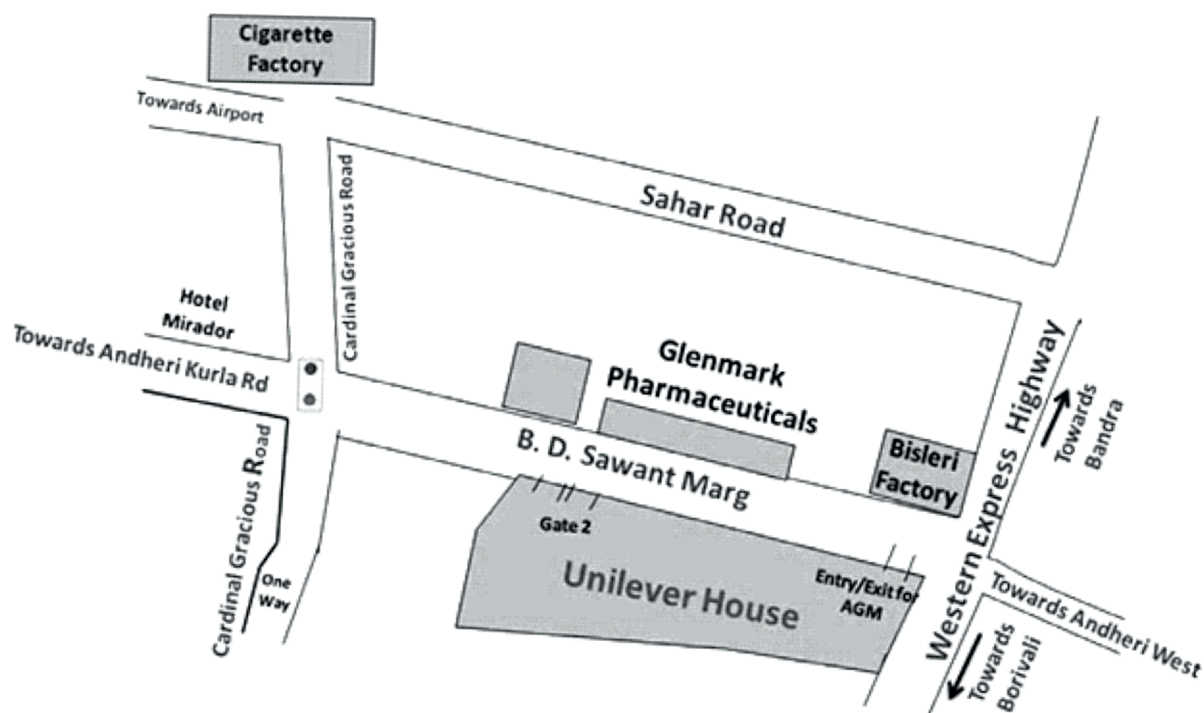 Cigarette
Factory
Towards Airport
Sahar Road
Cardinal Gracious Road
Hotel
Mirador
Towards Andheri Kurla Rd
Glenmark
Pharmaceuticals
B. D. Sawant Marg
Bisleri
Factory
Western Express Highway
Towards
Bandra
Gate 2
Unilever House
Entry/Exit for
AGM
Cardinal Gracious Road
One
Way
Towards Andheri West
Towards
Borivali